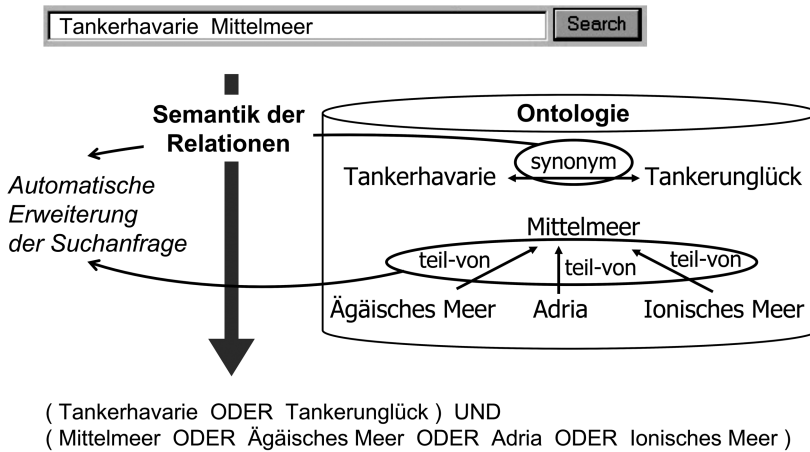 Tankerhavarie Mittelmeer Search
Semantik der
Relationen
Automatische
Erweiterung
der Suchanfrage
Ontologie
synonym
Tankerhavarie Tankerunglück
Mittelmeer
teil-von teil-von teil-von
Ägäisches Meer Adria Ionisches Meer
( Tankerhavarie ODER Tankerunglück ) UND
( Mittelmeer ODER Ägäisches Meer ODER Adria ODER Ionisches Meer )